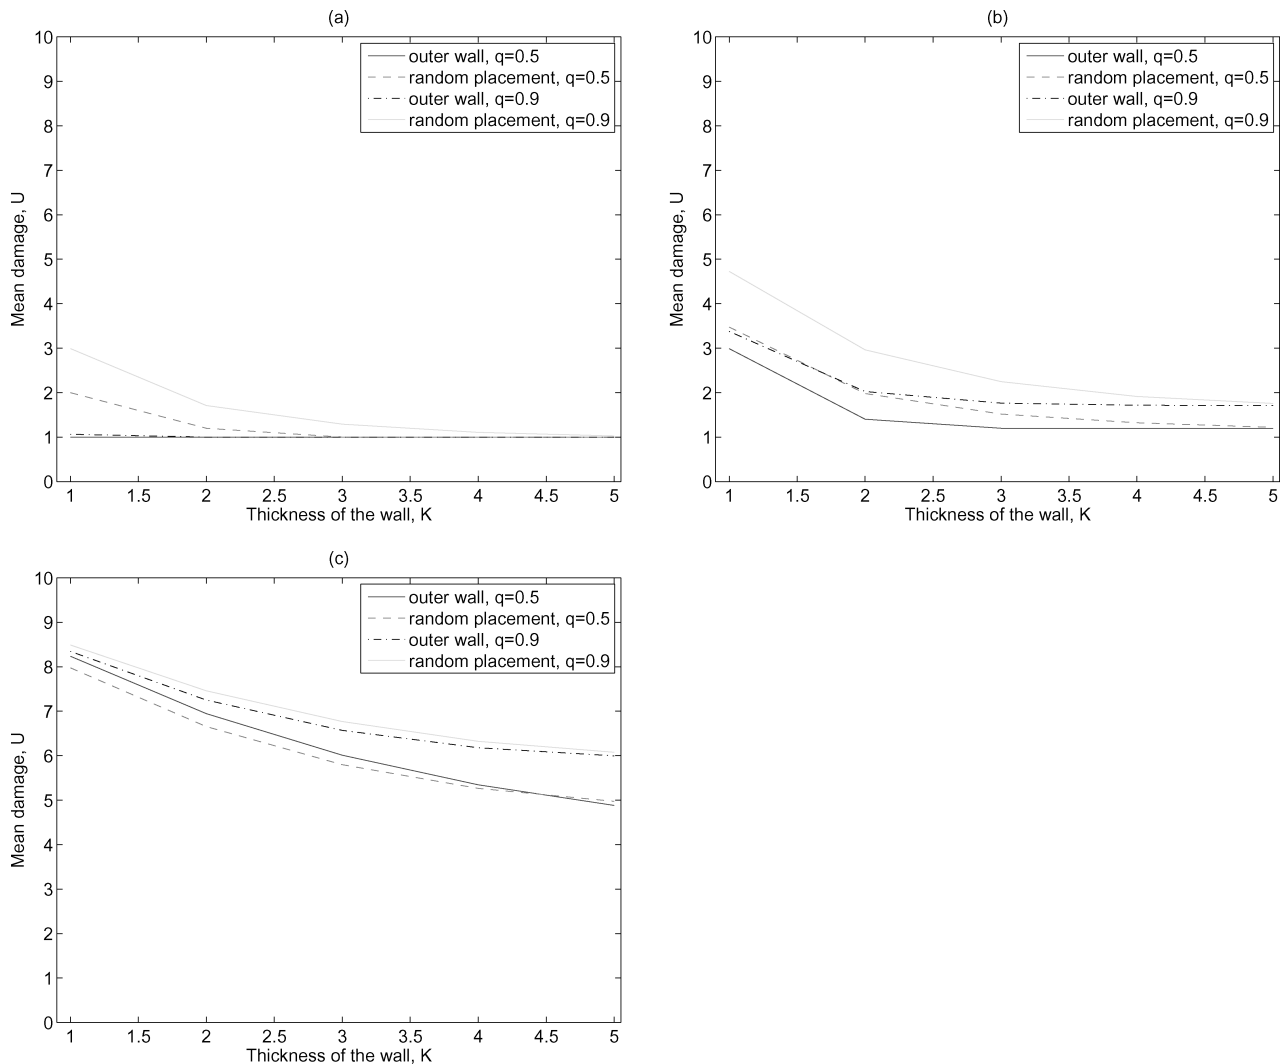 (a)
10
9
8
7
6
5
4
3
2
1
0
Mean damage, U
outer wall, q=0.5
random placement, q=0.5
outer wall, q=0.9
random placement, q=0.9
1 1.5 2 2.5 3 3.5 4 4.5 5
Thickness of the wall, K
(b)
10
9
8
7
6
5
4
3
2
1
0
Mean damage, U
outer wall, q=0.5
random placement, q=0.5
outer wall, q=0.9
random placement, q=0.9
1 1.5 2 2.5 3 3.5 4 4.5 5
Thickness of the wall, K
(c)
10
9
8
7
6
5
4
3
2
1
0
Mean damage, U
outer wall, q=0.5
random placement, q=0.5
outer wall, q=0.9
random placement, q=0.9
1 1.5 2 2.5 3 3.5 4 4.5 5
Thickness of the wall, K